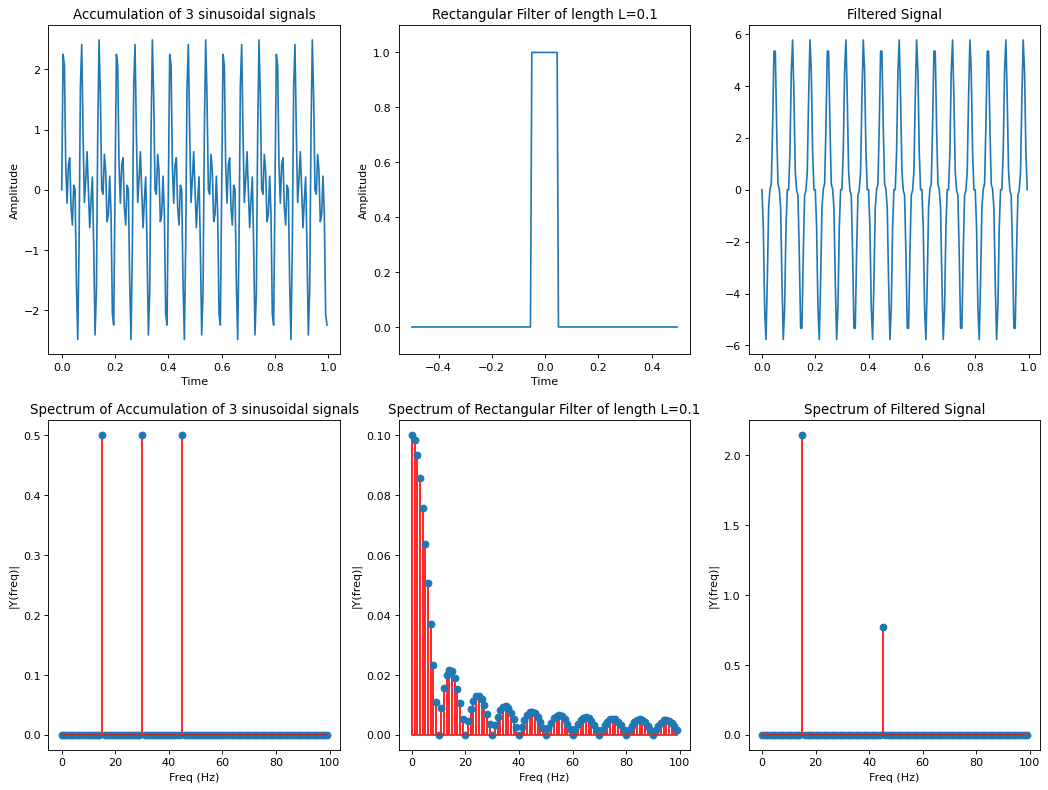 Accumulation of 3 sinusoidal signals
Amplitude
2
1
0
−1
−2
0.0 0.2 0.4 0.6 0.8 1.0
Time
Rectangular Filter of length L=0.1
Amplitude
1.0
0.8
0.6
0.4
0.2
0.0
−0.4 −0.2 0.0 0.2 0.4
Time
Filtered Signal
6
4
2
0
−2
−4
−6
0.0 0.2 0.4 0.6 0.8 1.0
Spectrum of Accumulation of 3 sinusoidal signals
|Y(freq)|
0.5
0.4
0.3
0.2
0.1
0.0
0 20 40 60 80 100
Freq (Hz)
Spectrum of Rectangular Filter of length L=0.1
|Y(freq)|
0.10
0.08
0.06
0.04
0.02
0.00
0 20 40 60 80 100
Freq (Hz)
Spectrum of Filtered Signal
|Y(freq)|
2.0
1.5
1.0
0.5
0.0
0 20 40 60 80 100
Freq (Hz)